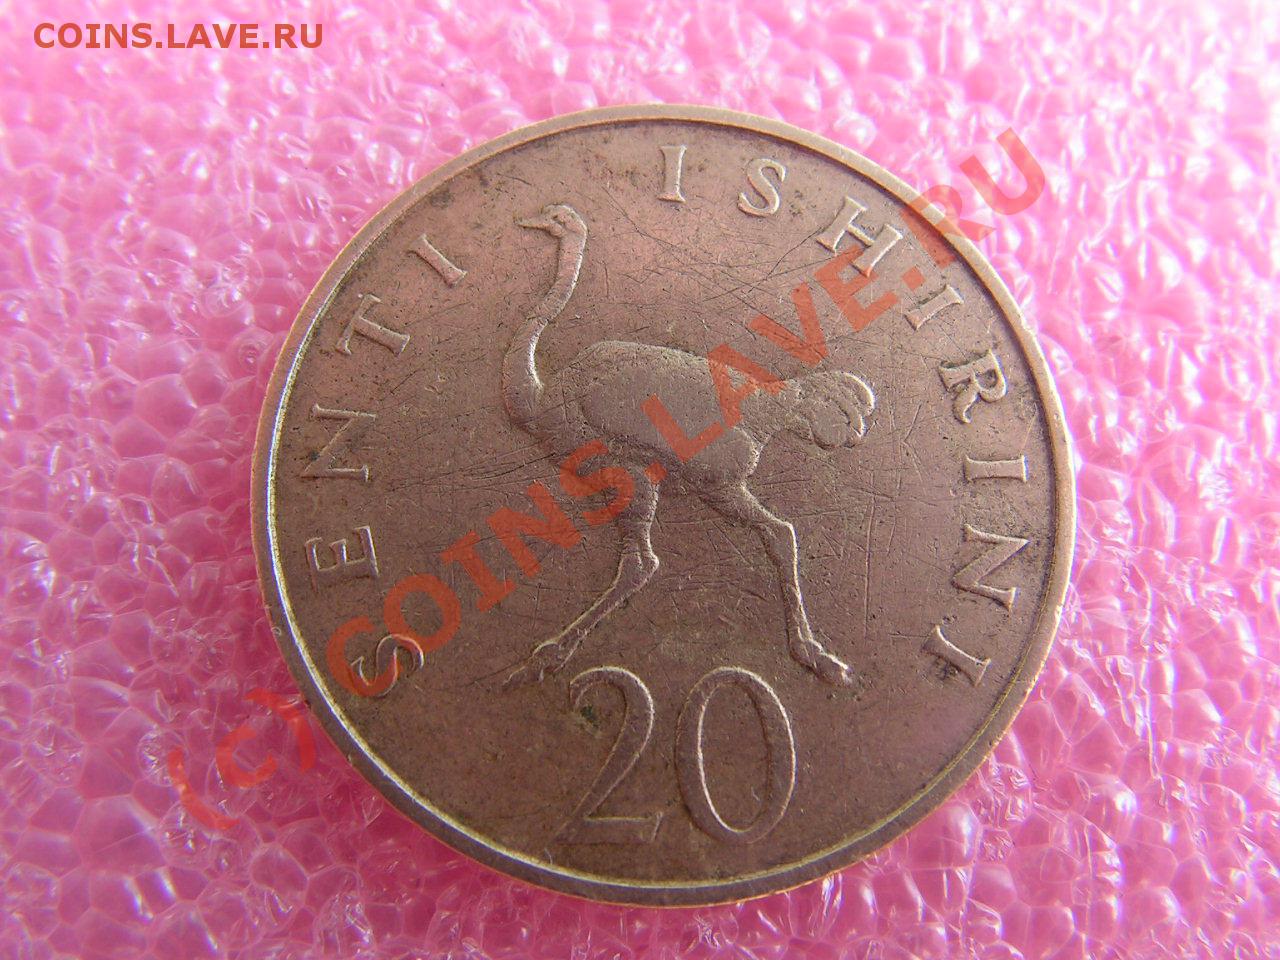 COINS.LAVE.RU
SENTI ISHIRINI
20
(c) COINS.LAVE.RU